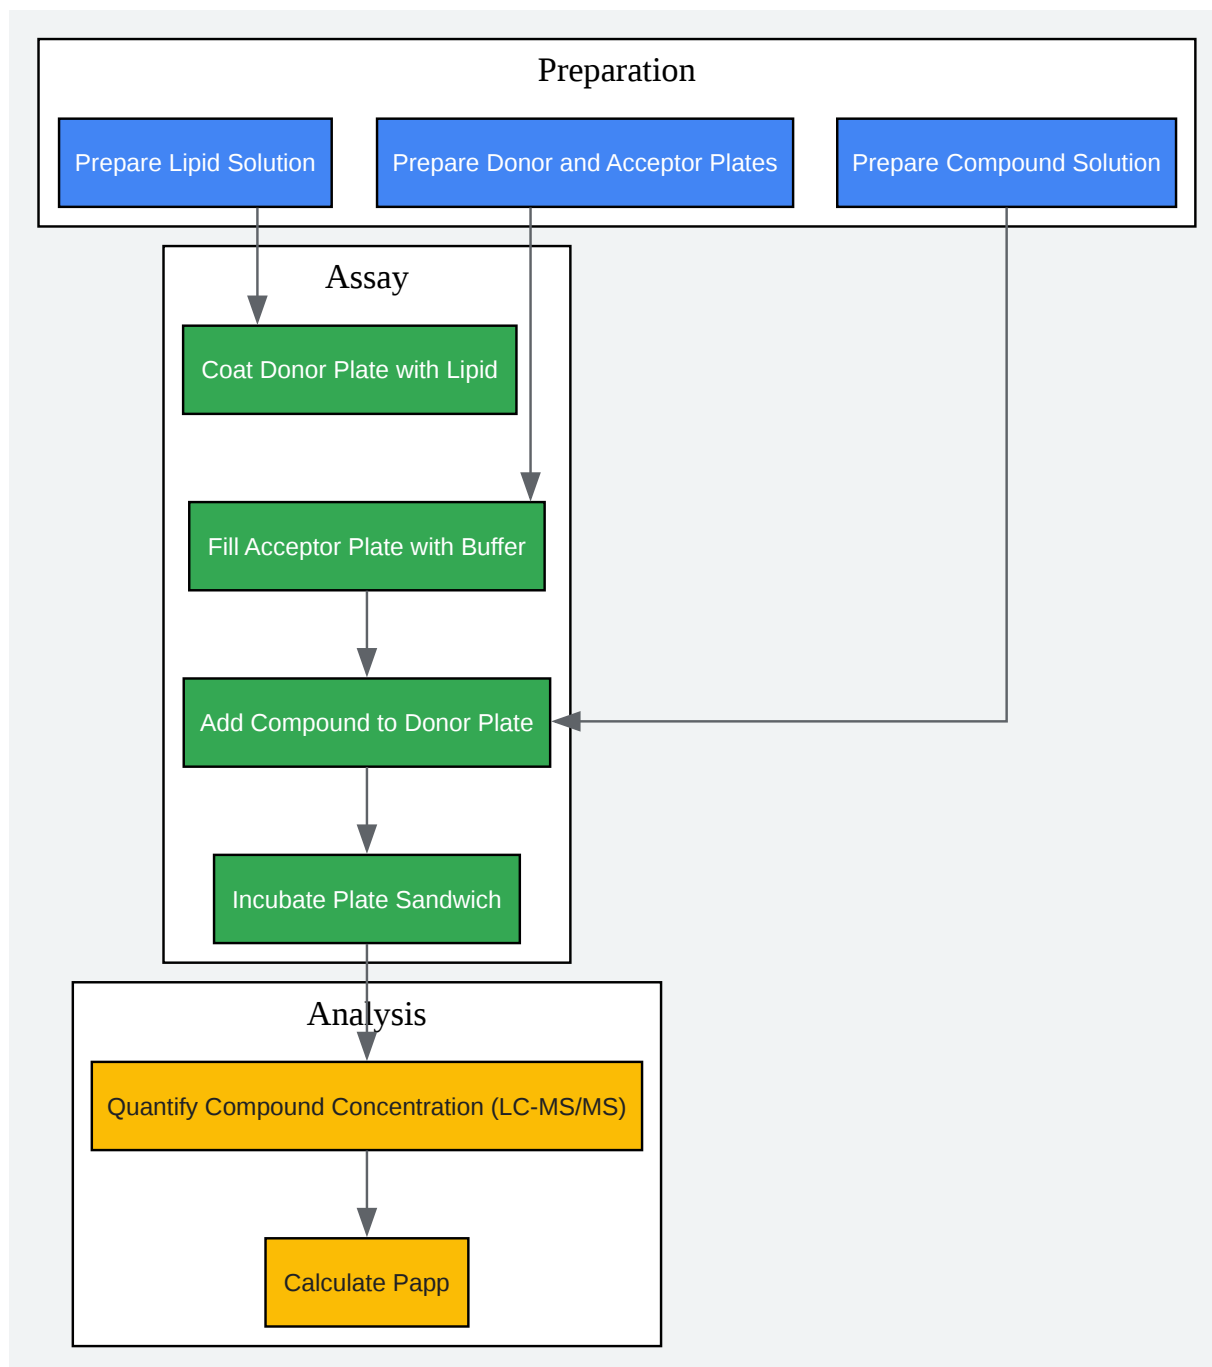 Preparation
Prepare Lipid Solution
Prepare Donor and Acceptor Plates
Prepare Compound Solution
Assay
Coat Donor Plate with Lipid
Fill Acceptor Plate with Buffer
Add Compound to Donor Plate
Incubate Plate Sandwich
Analysis
Quantify Compound Concentration (LC-MS/MS)
Calculate Papp